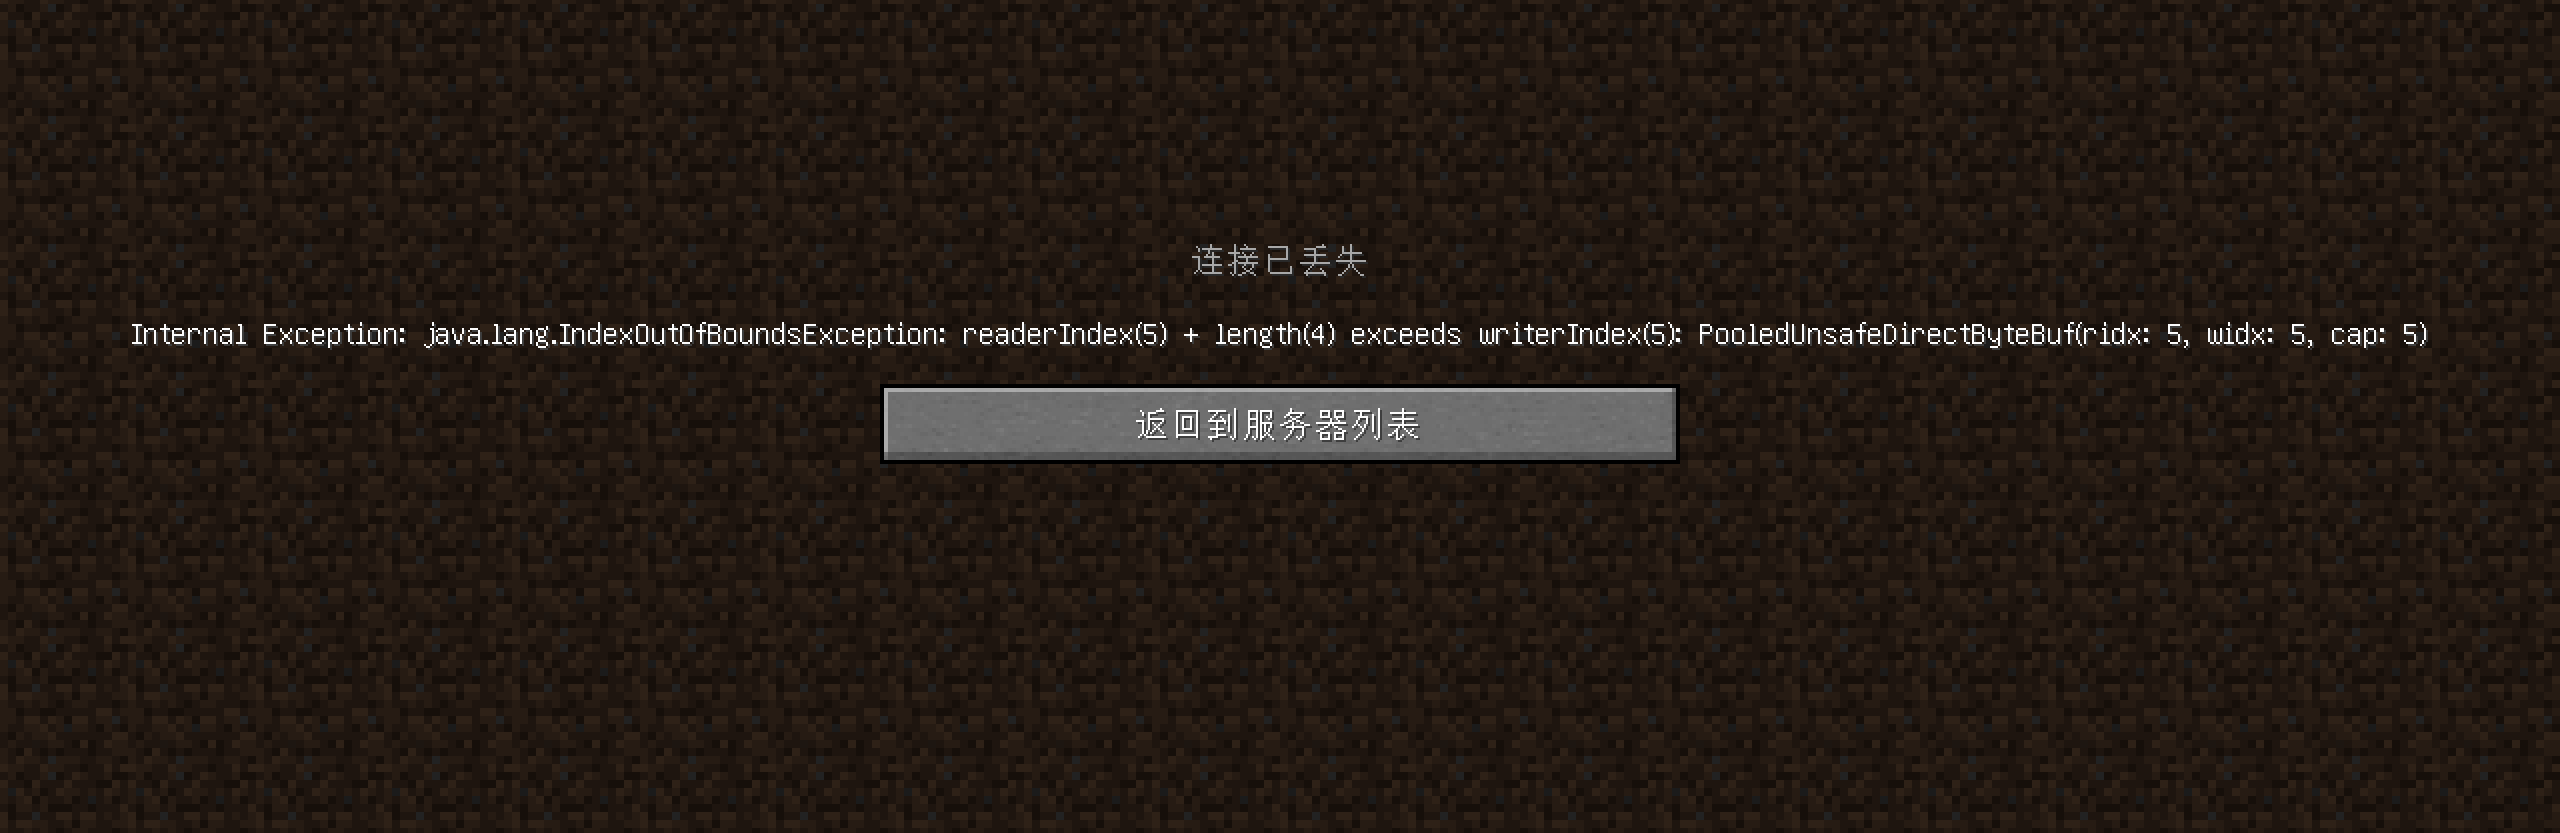 连接已丢失
Internal Exception: java.lang.IndexOutOfBoundsException: readerIndex(5) + length(4) exceeds writerIndex(5): PooledUnsafeDirectByteBuf(ridx: 5, widx: 5, cap: 5)
返回到服务器列表